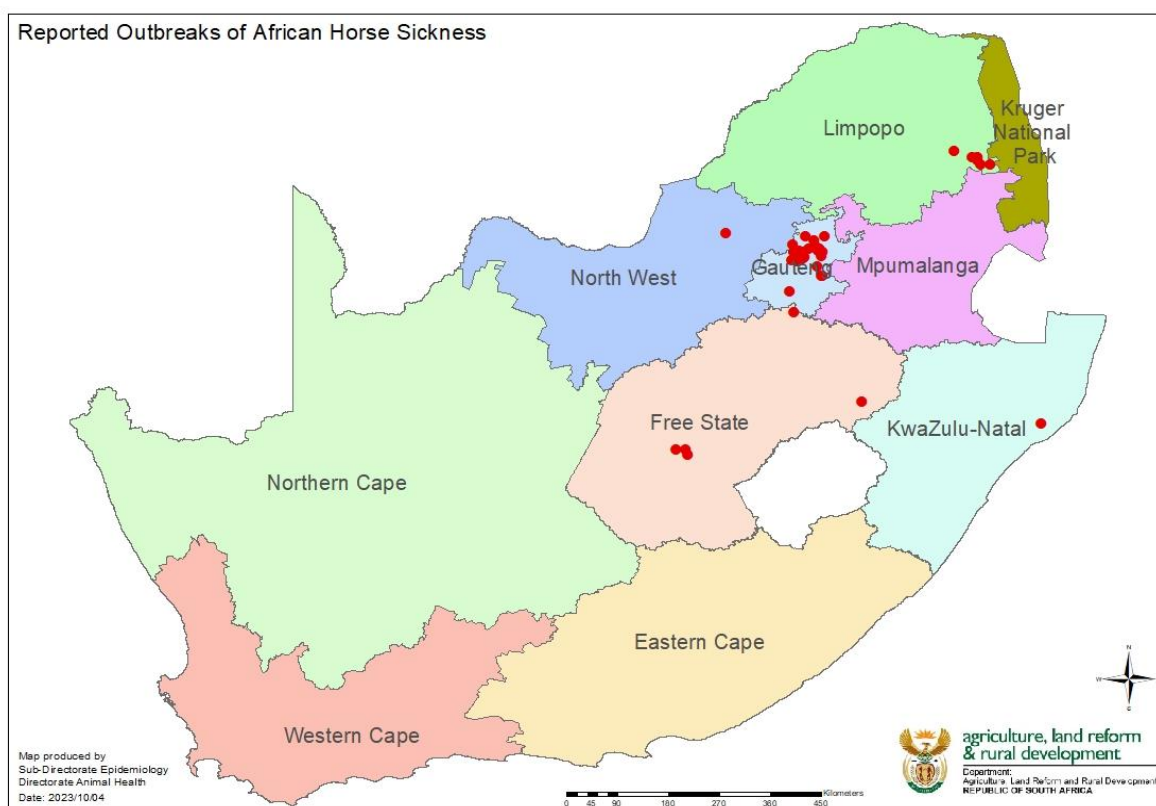 Reported Outbreaks of African Horse Sickness
Kruger
National
Park
Limpopo
North West
Gauteng
Mpumalanga
Free State
KwaZulu-Natal
Northern Cape
Eastern Cape
Western Cape
N
W
E
S
agriculture, land reform
& rural development
Department:
Agriculture, Land Reform and Rural Development
REPUBLIC OF SOUTH AFRICA
Map produced by
Sub-Directorate Epidemiology
Directorate Animal Health
Date: 2023/10/04
Kilometers
0 45 90 180 270 360 450